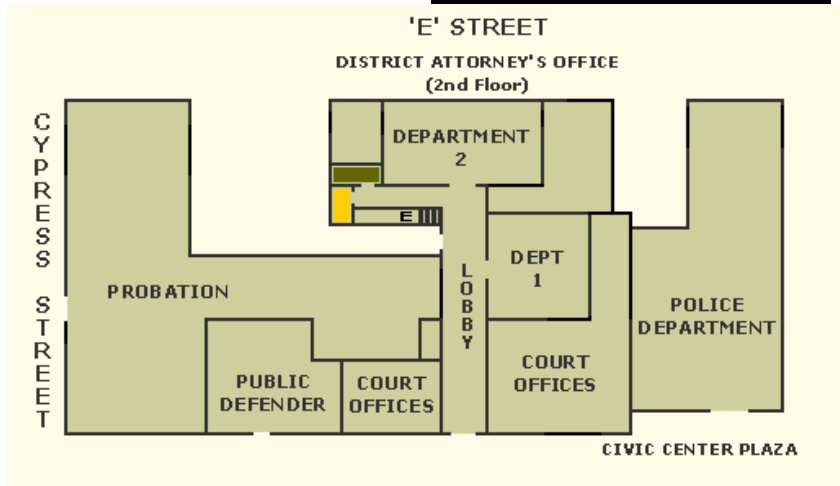 'E' STREET
DISTRICT ATTORNEY'S OFFICE
(2nd Floor)
CYPRESS STREET
DEPARTMENT
2
E
LOBBY
DEPT
1
PROBATION
POLICE
DEPARTMENT
PUBLIC
DEFENDER
COURT
OFFICES
COURT
OFFICES
CIVIC CENTER PLAZA